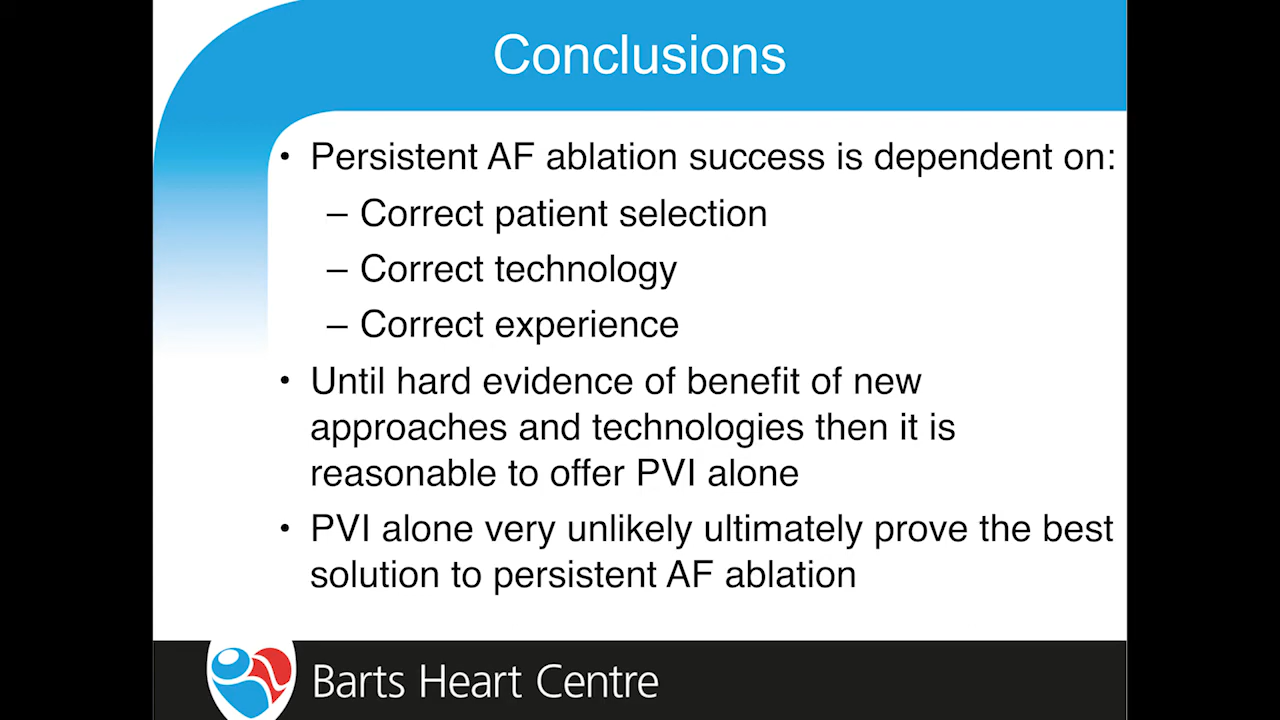 Conclusions
• Persistent AF ablation success is dependent on:
– Correct patient selection
– Correct technology
– Correct experience
• Until hard evidence of benefit of new
approaches and technologies then it is
reasonable to offer PVI alone
• PVI alone very unlikely ultimately prove the best
solution to persistent AF ablation
Barts Heart Centre